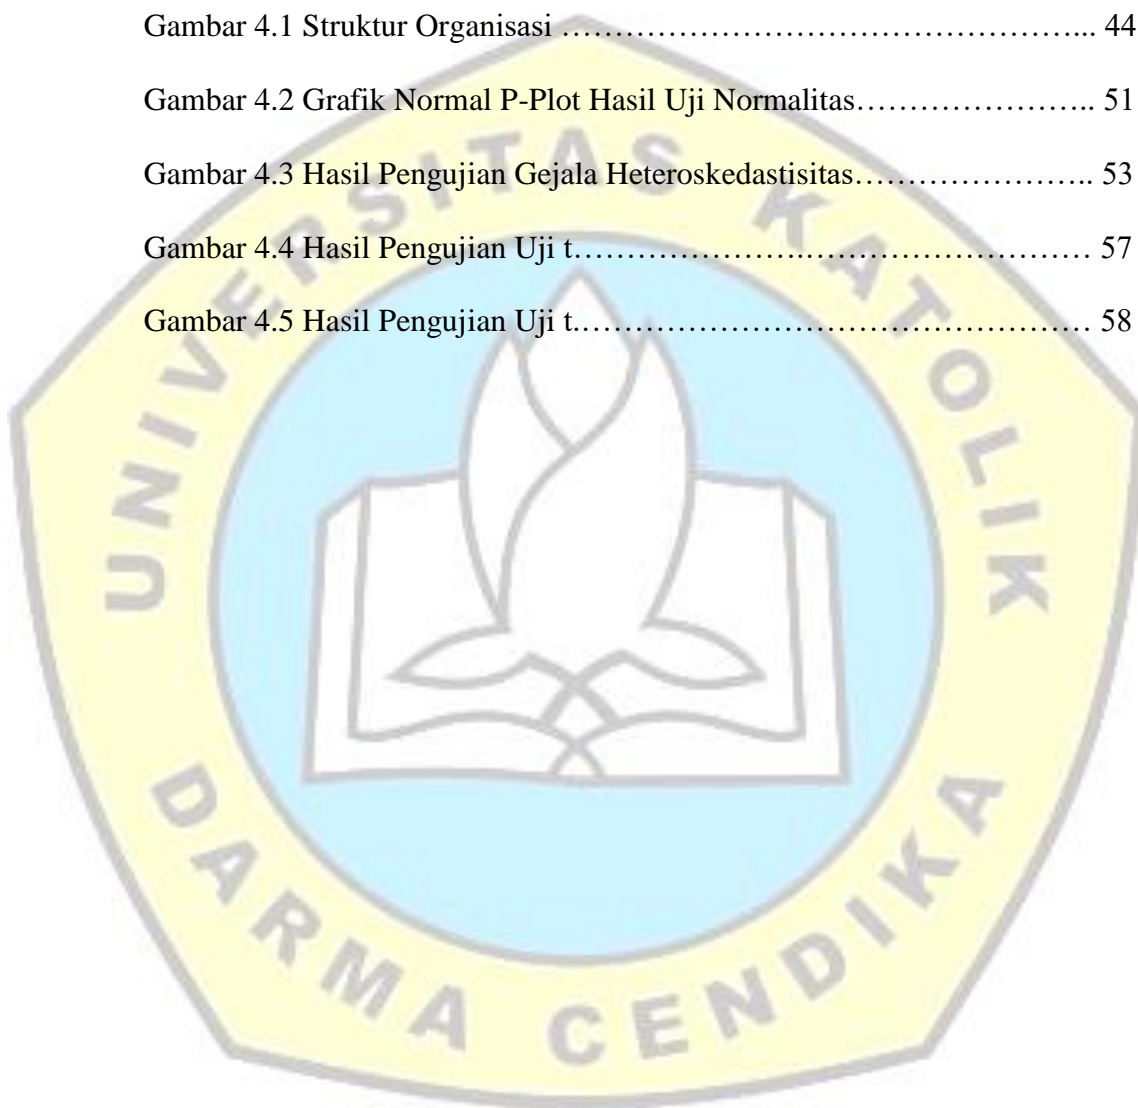 Gambar 4.1 Struktur Organisasi …………………………………………... 44
Gambar 4.2 Grafik Normal P-Plot Hasil Uji Normalitas………………….. 51
Gambar 4.3 Hasil Pengujian Gejala Heteroskedastisitas………………….. 53
Gambar 4.4 Hasil Pengujian Uji t………………….……………………… 57
Gambar 4.5 Hasil Pengujian Uji t.………………………………………… 58
UNIVERSITAS KATOLIK
DARMA CENDIKA